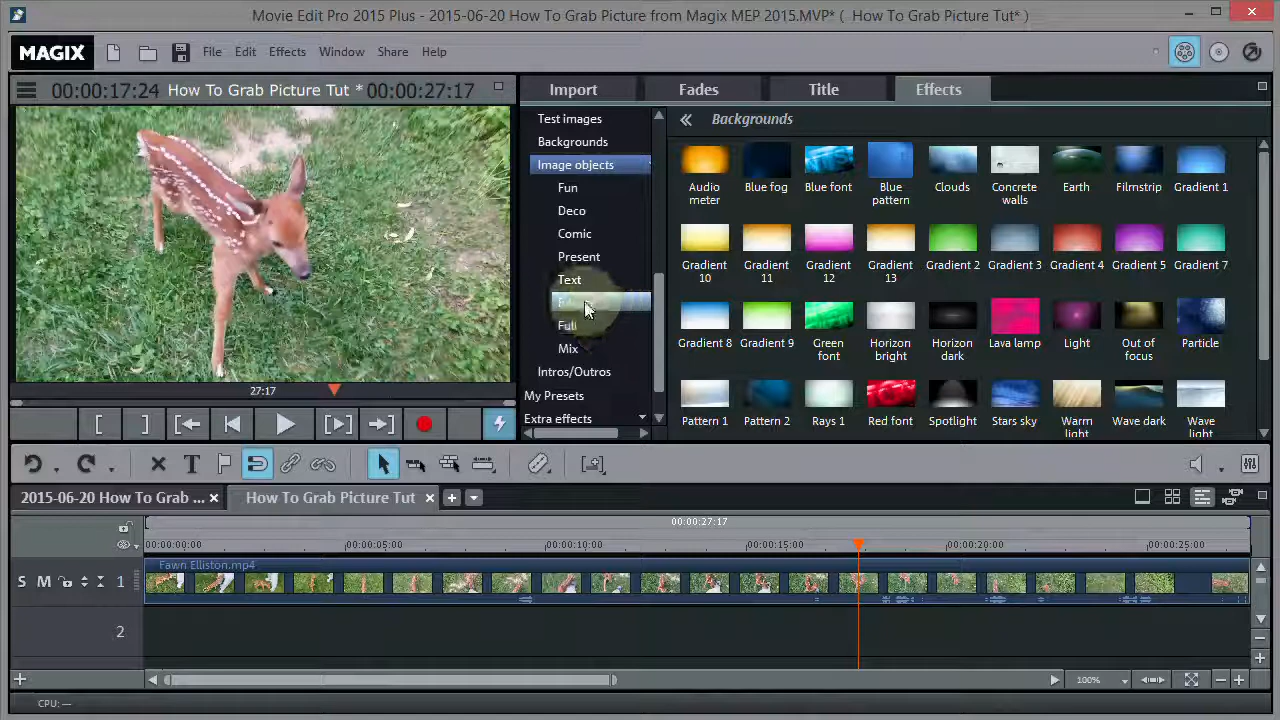 Movie Edit Pro 2015 Plus - 2015-06-20 How To Grab Picture from Magix MEP 2015.MVP* ( How To Grab Picture Tut* )
MAGIX File Edit Effects Window Share Help
00:00:17:24 How To Grab Picture Tut * 00:00:27:17
Import Fades Title Effects
Test images
Backgrounds
Image objects
Fun
Deco
Comic
Present
Text
Full
Mix
Intros/Outros
My Presets
Extra effects
Backgrounds
Audio meter Blue fog Blue font Blue pattern Clouds Concrete walls Earth Filmstrip Gradient 1
Gradient 10 Gradient 11 Gradient 12 Gradient 13 Gradient 2 Gradient 3 Gradient 4 Gradient 5 Gradient 7
Gradient 8 Gradient 9 Green font Horizon bright Horizon dark Lava lamp Light Out of focus Particle
Pattern 1 Pattern 2 Rays 1 Red font Spotlight Stars sky Warm light Wave dark Wave light
27:17
2015-06-20 How To Grab ... How To Grab Picture Tut
00:00:27:17
00:00:00:00 00:00:05:00 00:00:10:00 00:00:15:00 00:00:20:00 00:00:25:00
Fawn Elliston.mp4
S M 1
2
100%
CPU: —